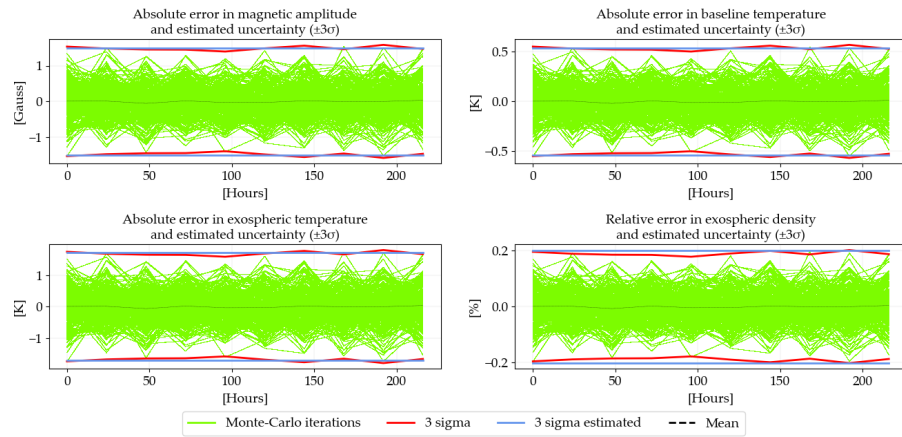 Absolute error in magnetic amplitude
and estimated uncertainty (±3σ)
[Gauss]
1
0
−1
0
50
100
150
200
[Hours]
Absolute error in baseline temperature
and estimated uncertainty (±3σ)
[K]
0.5
0.0
−0.5
0
50
100
150
200
[Hours]
Absolute error in exospheric temperature
and estimated uncertainty (±3σ)
[K]
1
0
−1
0
50
100
150
200
[Hours]
Relative error in exospheric density
and estimated uncertainty (±3σ)
[%]
0.2
0.0
−0.2
0
50
100
150
200
[Hours]
Monte-Carlo iterations
3 sigma
3 sigma estimated
Mean